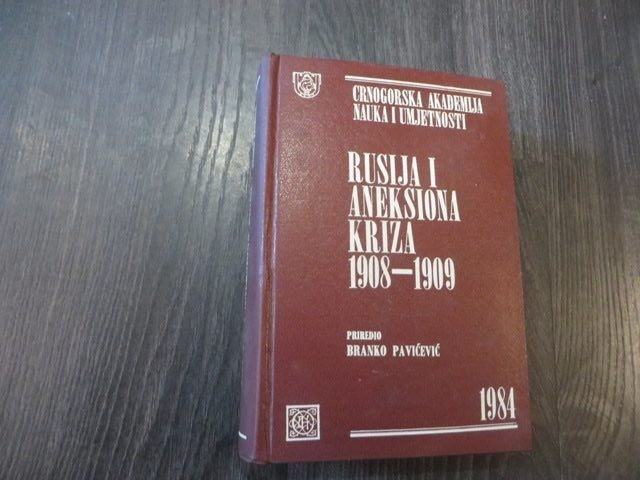 CRNOGORSKA AKADEMIJA
NAUKA I UMJETNOSTI
RUSIJA I
ANEKSIONA
KRIZA
1908—1909
PRIREDIO
BRANKO PAVIĆEVIĆ
1984